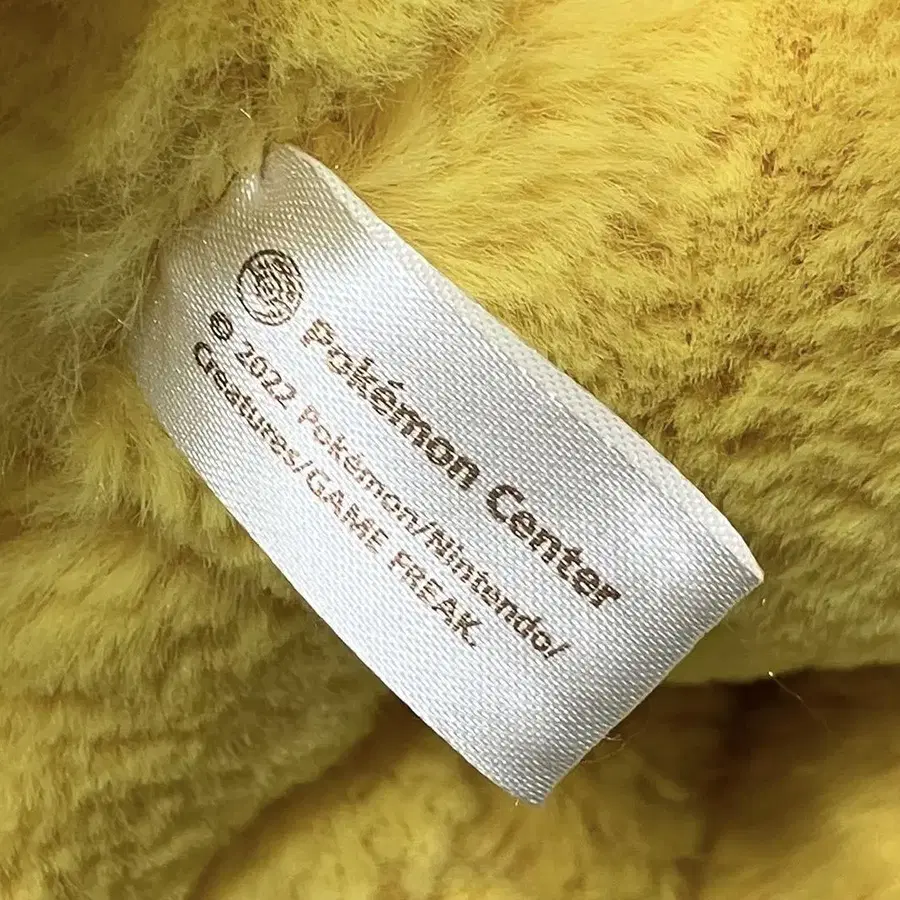 Pokémon Center
© 2022 Pokémon/Nintendo/
Creatures/GAME FREAK.